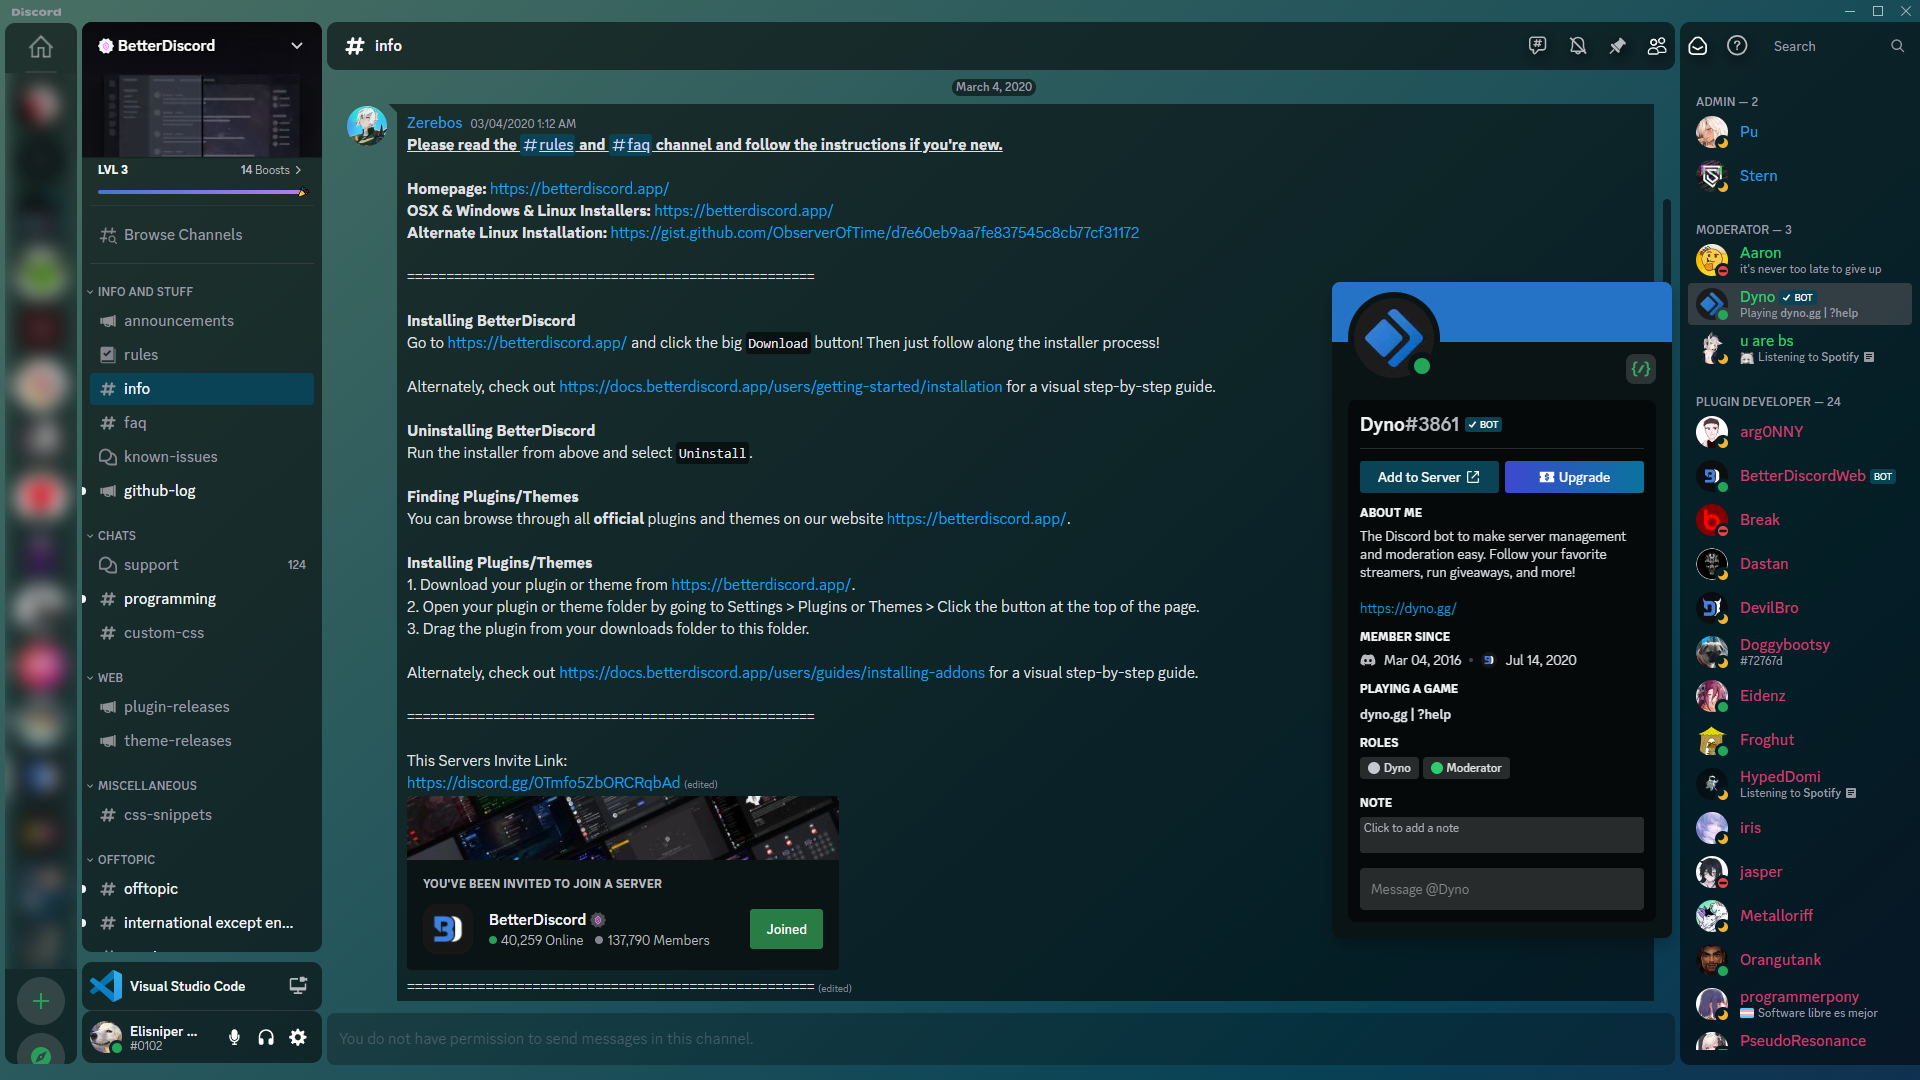 Discord
BetterDiscord
LVL 3
14 Boosts
Browse Channels
INFO AND STUFF
announcements
rules
info
faq
known-issues
github-log
CHATS
support
124
programming
custom-css
WEB
plugin-releases
theme-releases
MISCELLANEOUS
css-snippets
OFFTOPIC
offtopic
international except en...
Visual Studio Code
Elisniper ...
#0102
info
March 4, 2020
Zerebos 03/04/2020 1:12 AM
Please read the #rules and #faq channel and follow the instructions if you're new.
Homepage: https://betterdiscord.app/
OSX & Windows & Linux Installers: https://betterdiscord.app/
Alternate Linux Installation: https://gist.github.com/ObserverOfTime/d7e60eb9aa7fe837545c8cb77cf31172
====================================================
Installing BetterDiscord
Go to https://betterdiscord.app/ and click the big Download button! Then just follow along the installer process!
Alternately, check out https://docs.betterdiscord.app/users/getting-started/installation for a visual step-by-step guide.
Uninstalling BetterDiscord
Run the installer from above and select Uninstall.
Finding Plugins/Themes
You can browse through all official plugins and themes on our website https://betterdiscord.app/.
Installing Plugins/Themes
1. Download your plugin or theme from https://betterdiscord.app/.
2. Open your plugin or theme folder by going to Settings > Plugins or Themes > Click the button at the top of the page.
3. Drag the plugin from your downloads folder to this folder.
Alternately, check out https://docs.betterdiscord.app/users/guides/installing-addons for a visual step-by-step guide.
====================================================
This Servers Invite Link:
https://discord.gg/0Tmfo5ZbORCRqbAd (edited)
YOU'VE BEEN INVITED TO JOIN A SERVER
BetterDiscord
40,259 Online
137,790 Members
Joined
==================================================== (edited)
You do not have permission to send messages in this channel.
Dyno#3861
BOT
Add to Server
Upgrade
ABOUT ME
The Discord bot to make server management
and moderation easy. Follow your favorite
streamers, run giveaways, and more!
https://dyno.gg/
MEMBER SINCE
Mar 04, 2016 • Jul 14, 2020
PLAYING A GAME
dyno.gg | ?help
ROLES
Dyno
Moderator
NOTE
Click to add a note
Message @Dyno
Search
ADMIN — 2
Pu
Stern
MODERATOR — 3
Aaron
it's never too late to give up
Dyno BOT
Playing dyno.gg | ?help
u are bs
Listening to Spotify
PLUGIN DEVELOPER — 24
arg0NNY
BetterDiscordWeb BOT
Break
Dastan
DevilBro
Doggybootsy
#72767d
Eidenz
Froghut
HypedDomi
Listening to Spotify
iris
jasper
Metalloriff
Orangutank
programmerpony
Software libre es mejor
PseudoResonance